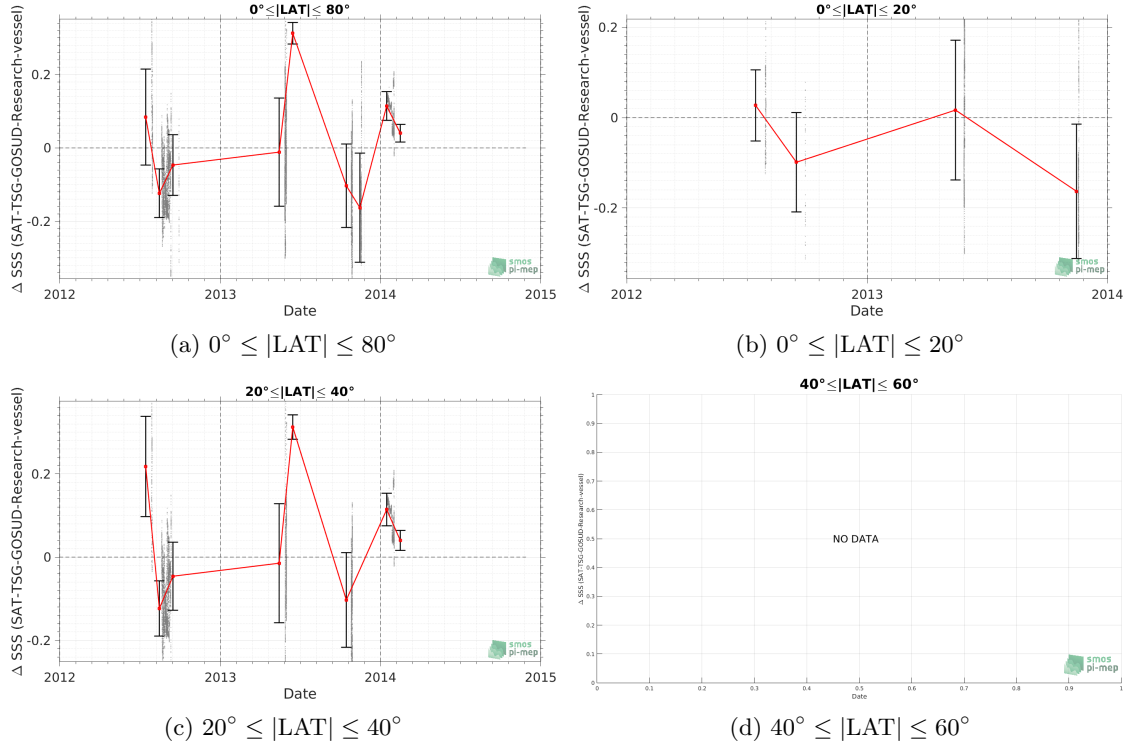 0°≤|LAT|≤ 80°
Δ SSS (SAT-TSG-GOSUD-Research-vessel)
0.2
0
-0.2
smos
pi-mep
2012
2013
2014
2015
Date
(a) 0° ≤ |LAT| ≤ 80°
0°≤|LAT|≤ 20°
Δ SSS (SAT-TSG-GOSUD-Research-vessel)
0.2
0
-0.2
smos
pi-mep
2012
2013
2014
Date
(b) 0° ≤ |LAT| ≤ 20°
20°≤|LAT|≤ 40°
Δ SSS (SAT-TSG-GOSUD-Research-vessel)
0.2
0
-0.2
smos
pi-mep
2012
2013
2014
2015
Date
(c) 20° ≤ |LAT| ≤ 40°
40°≤|LAT|≤ 60°
Δ SSS (SAT-TSG-GOSUD-Research-vessel)
1
0.9
0.8
0.7
0.6
0.5
0.4
0.3
0.2
0.1
0
NO DATA
smos
pi-mep
0
0.1
0.2
0.3
0.4
0.5
0.6
0.7
0.8
0.9
1
Date
(d) 40° ≤ |LAT| ≤ 60°